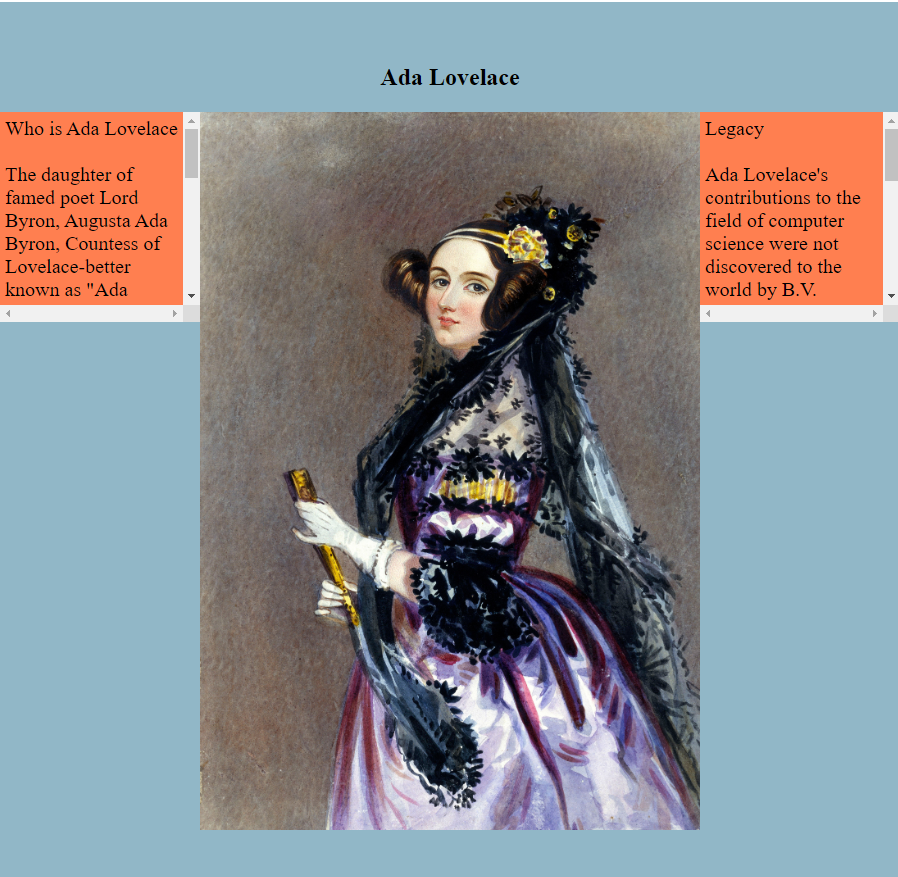 Ada Lovelace
Who is Ada Lovelace
The daughter of
famed poet Lord
Byron, Augusta Ada
Byron, Countess of
Lovelace-better
known as "Ada
Legacy
Ada Lovelace's
contributions to the
field of computer
science were not
discovered to the
world by B.V.